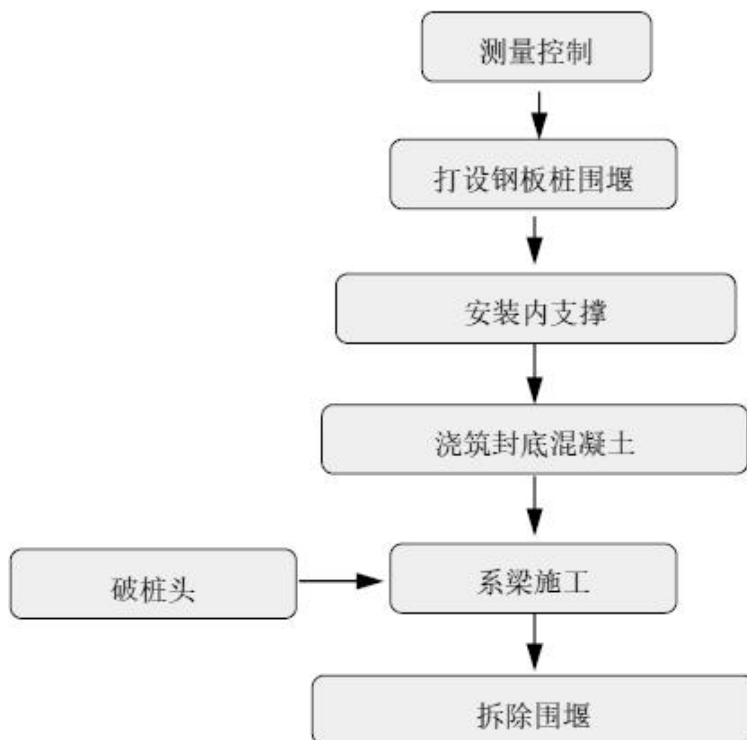 测量控制
打设钢板桩围堰
安装内支撑
浇筑封底混凝土
破桩头
系梁施工
拆除围堰